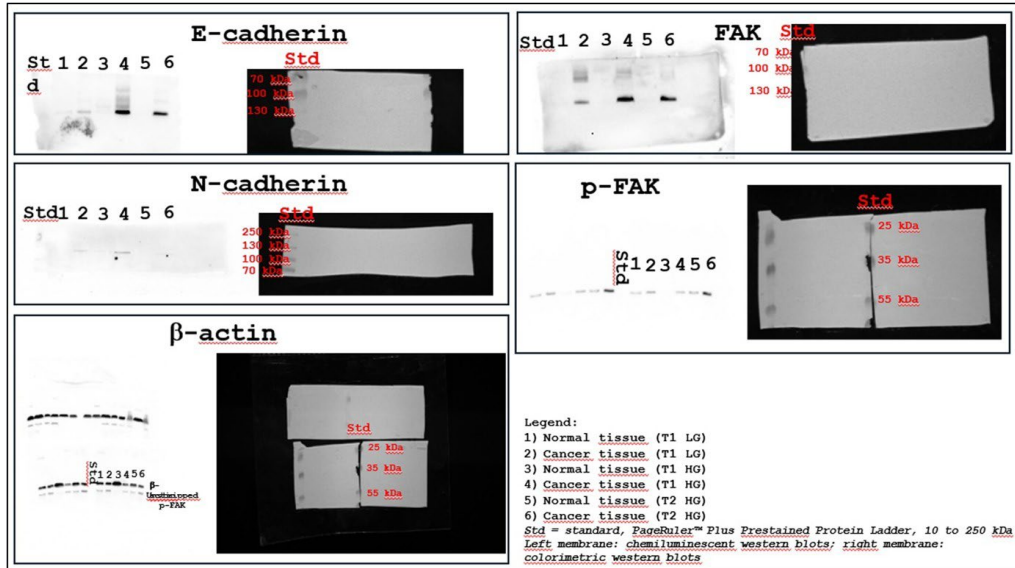 E-cadherin
St 1 2 3 4 5 6
d
Std
70 kDa
100 kDa
130 kDa
FAK
Std 1 2 3 4 5 6
Std
70 kDa
100 kDa
130 kDa
N-cadherin
Std1 2 3 4 5 6
Std
250 kDa
130 kDa
100 kDa
70 kDa
p-FAK
Std 1 2 3 4 5 6
Std
25 kDa
35 kDa
55 kDa
β-actin
Std 1 2 3 4 5 6
β-
p-FAK
Std
25 kDa
35 kDa
55 kDa
Legend:
1) Normal tissue (T1 LG)
2) Cancer tissue (T1 LG)
3) Normal tissue (T1 HG)
4) Cancer tissue (T1 HG)
5) Normal tissue (T2 HG)
6) Cancer tissue (T2 HG)
Std = standard, PageRuler™ Plus Prestained Protein Ladder, 10 to 250 kDa
Left membrane: chemiluminescent western blots; right membrane:
colorimetric western blots